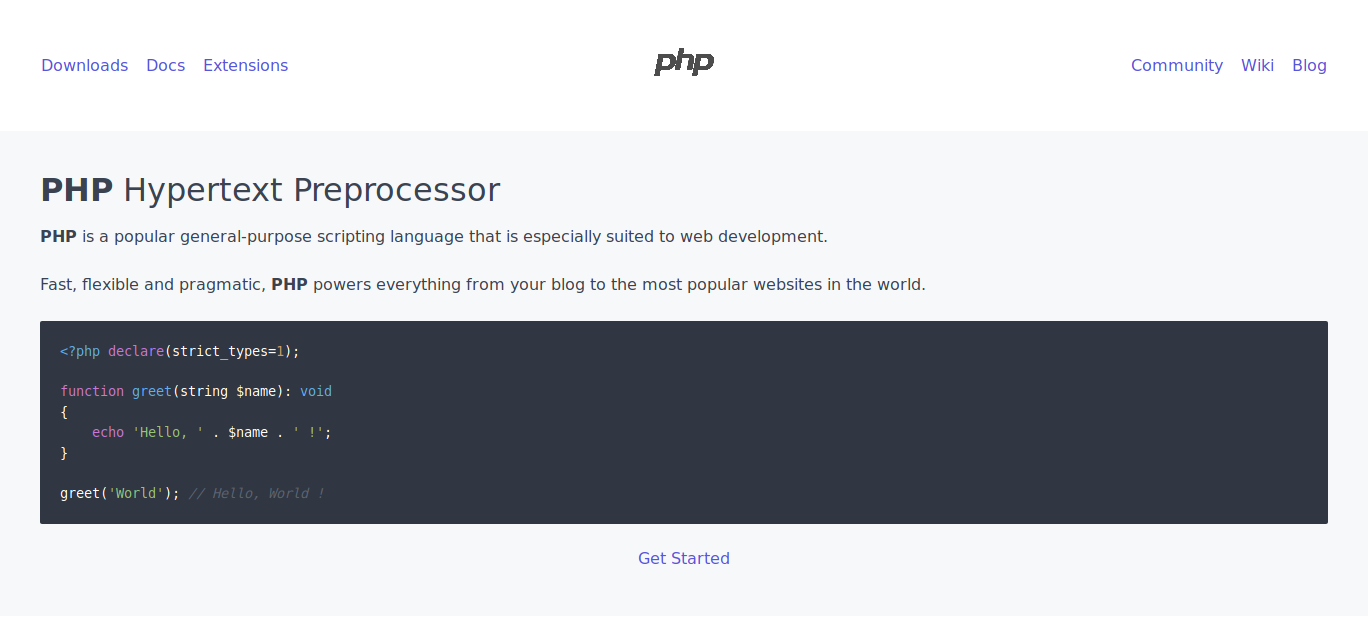 Downloads Docs Extensions php Community Wiki Blog
PHP Hypertext Preprocessor
PHP is a popular general-purpose scripting language that is especially suited to web development.
Fast, flexible and pragmatic, PHP powers everything from your blog to the most popular websites in the world.
<?php declare(strict_types=1);
function greet(string $name): void
{
    echo 'Hello, ' . $name . ' !';
}
greet('World'); // Hello, World !
Get Started